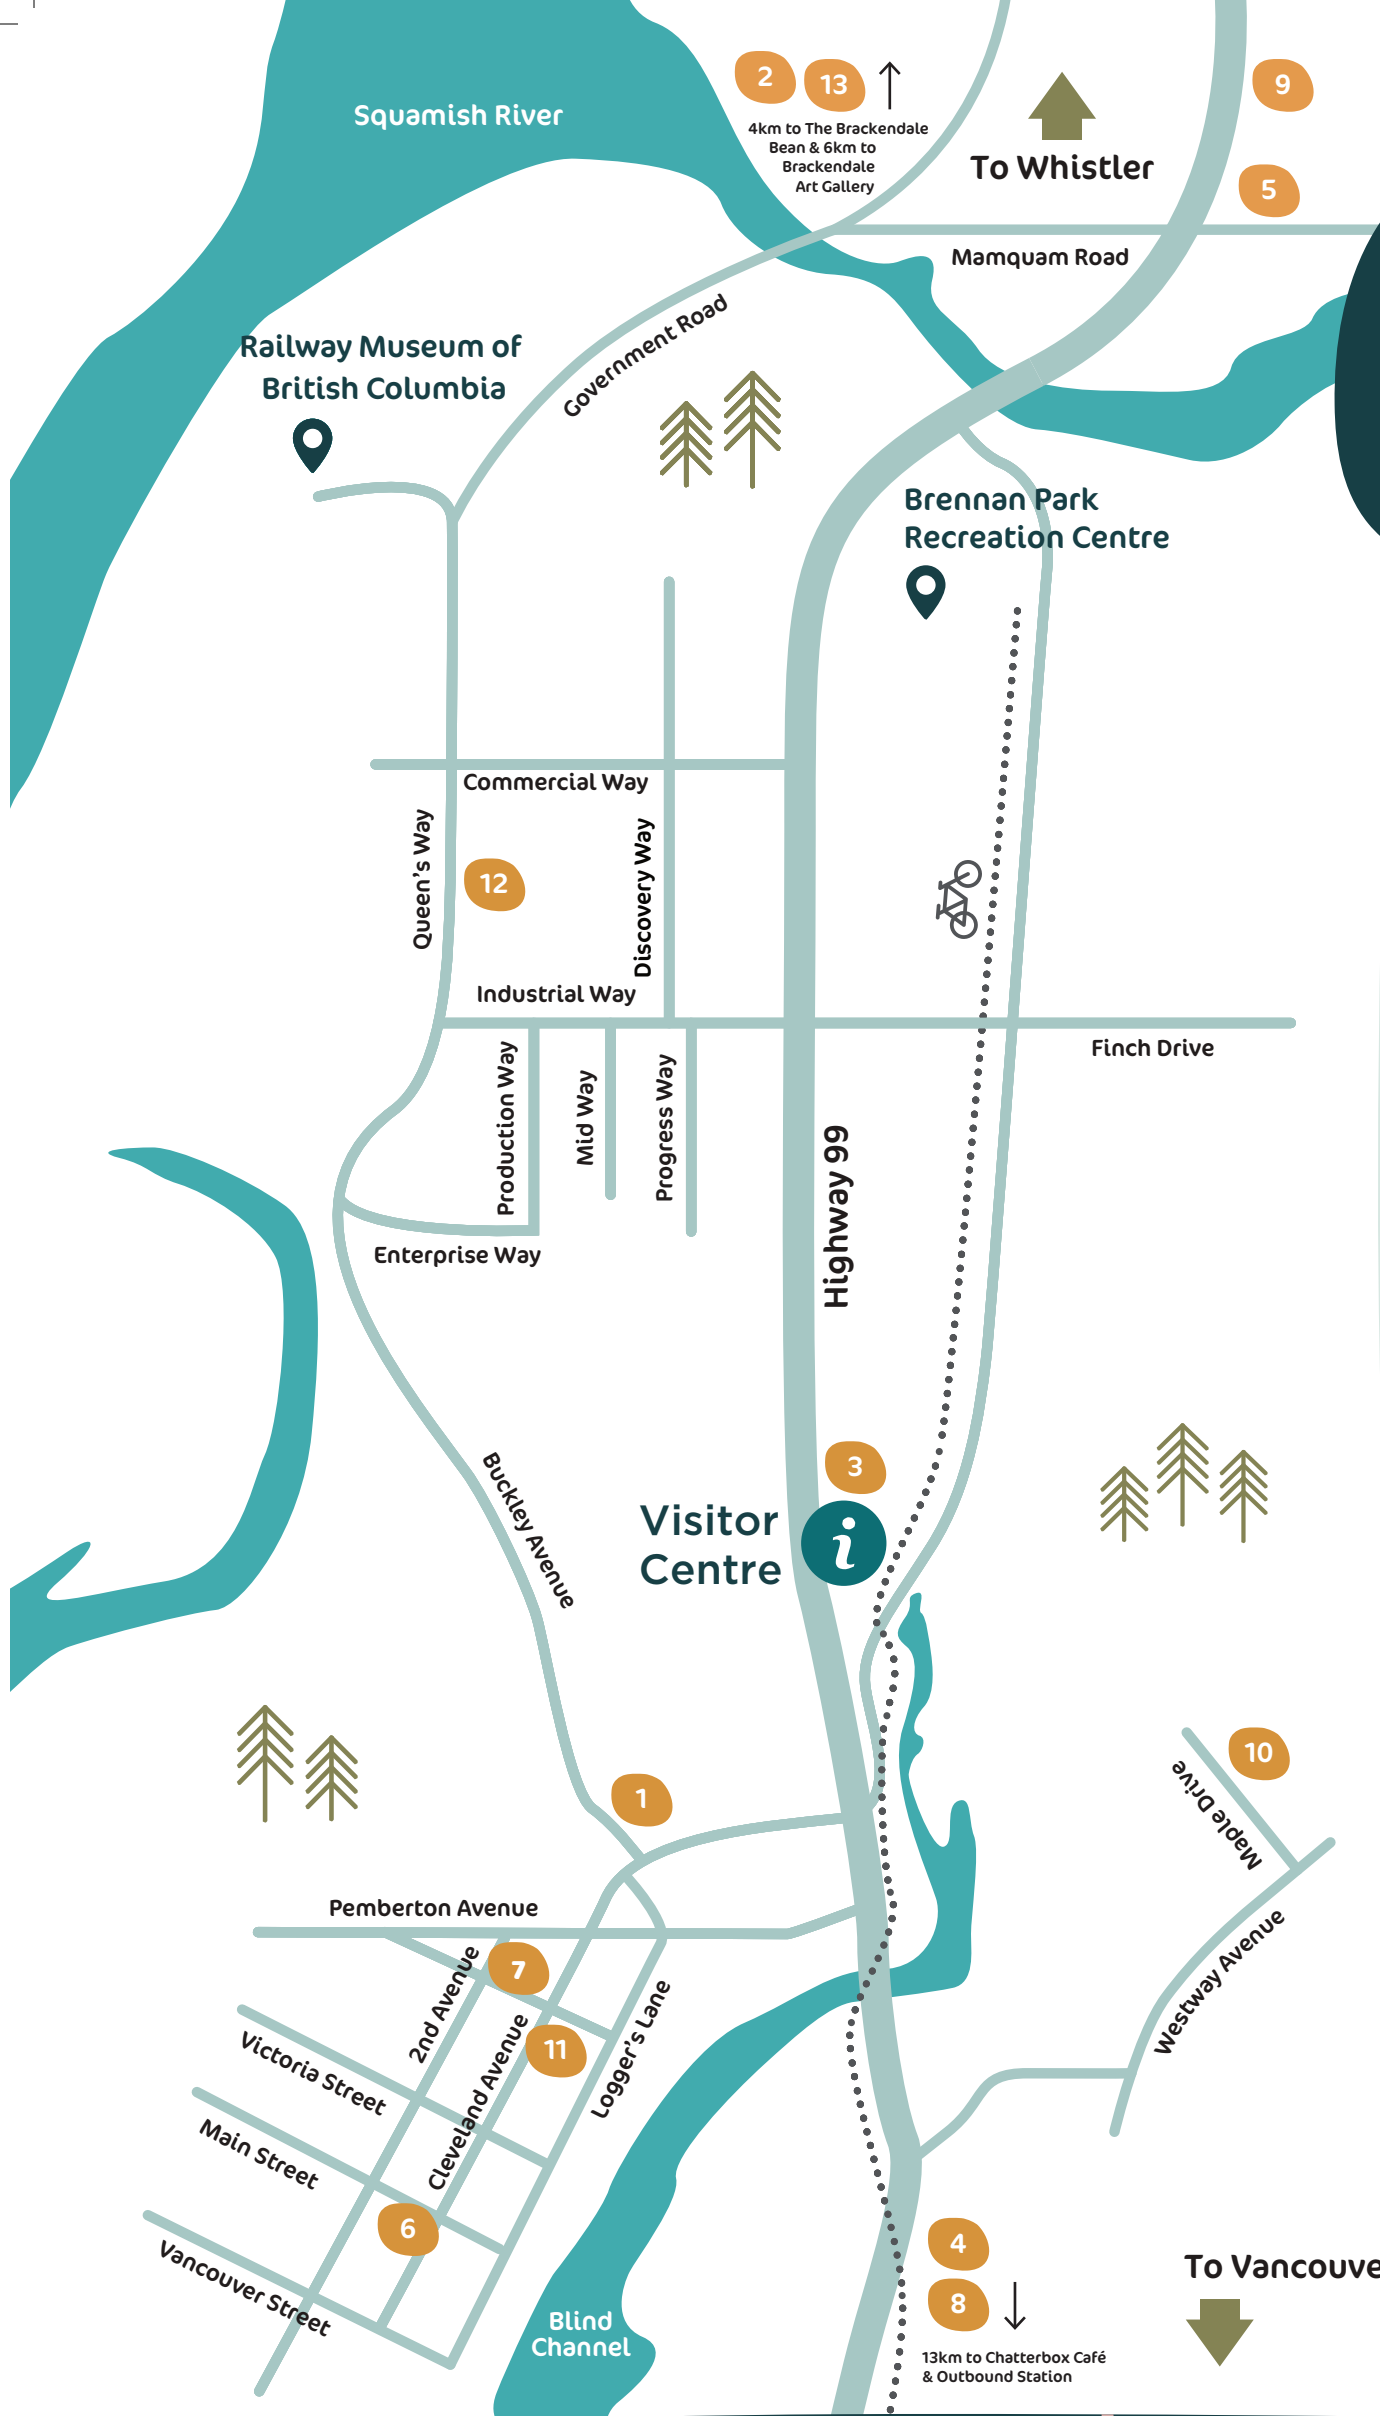 2
13
9
Squamish River
4km to The Brackendale
Bean & 6km to
Brackendale
Art Gallery
To Whistler
5
Mamquam Road
Government Road
Railway Museum of
British Columbia
Brennan Park
Recreation Centre
Commercial Way
Queen's Way
12
Discovery Way
Industrial Way
Finch Drive
Production Way
Mid Way
Progress Way
Highway 99
Enterprise Way
Buckley Avenue
3
Visitor
Centre
i
1
10
Maple Drive
Pemberton Avenue
Westway Avenue
7
2nd Avenue
11
Cleveland Avenue
Logger's Lane
Victoria Street
Main Street
6
Vancouver Street
4
8
To Vancouve
Blind
Channel
13km to Chatterbox Café
& Outbound Station